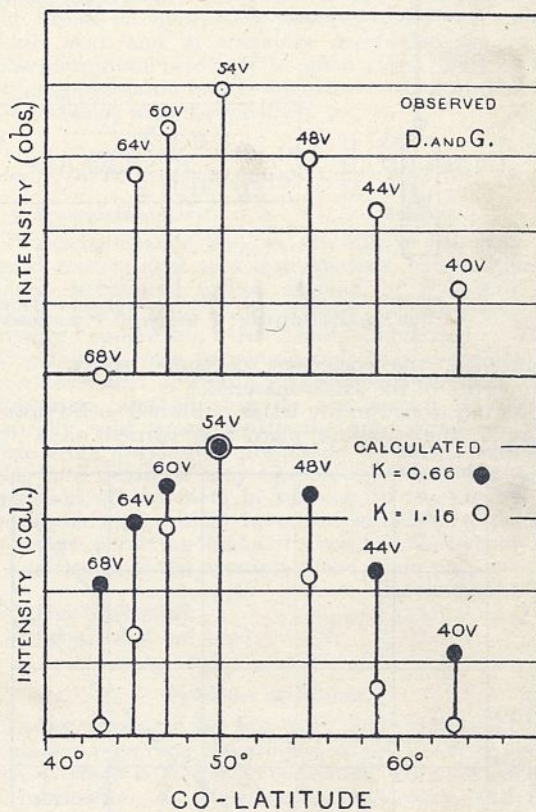 54V
60V
OBSERVED
64V
D. AND G.
48V
44V
40V
68V
INTENSITY (obs.)
54V
CALCULATED
60V
48V
K = 0.66
64V
K = 1.16
68V
44V
40V
INTENSITY (cal.)
40° 50° 60°
CO-LATITUDE